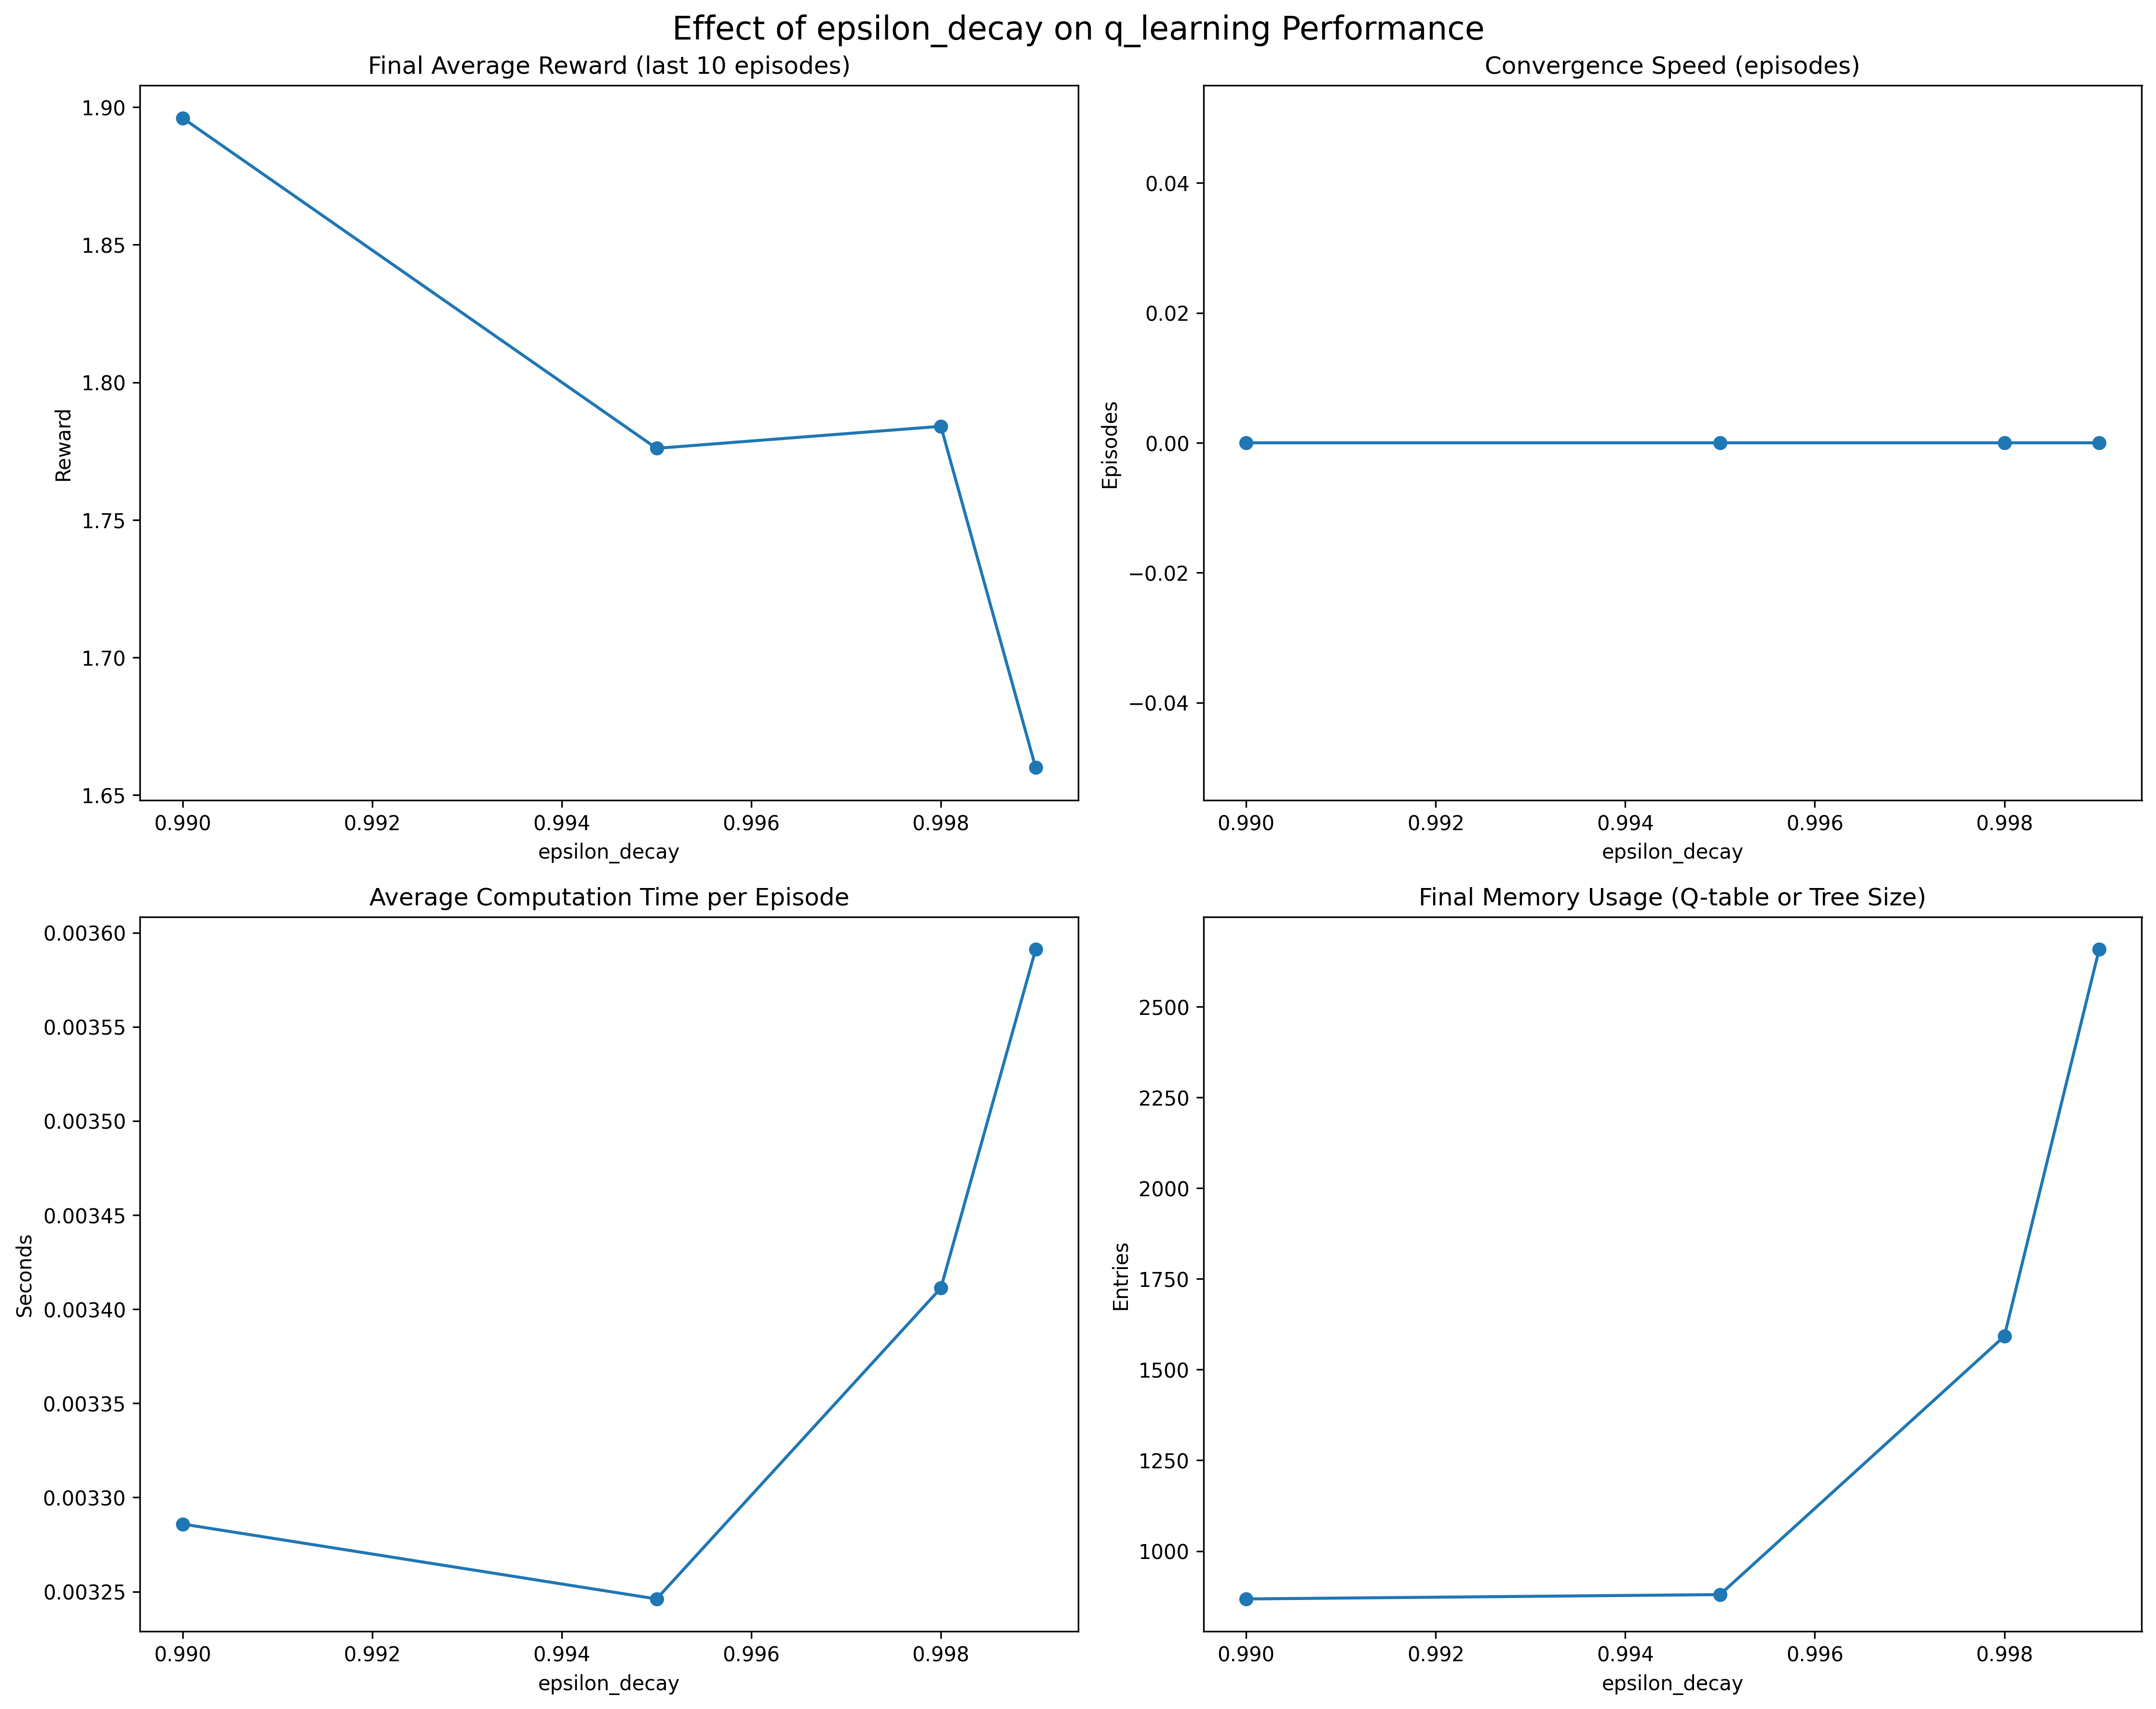 Effect of epsilon_decay on q_learning Performance
Final Average Reward (last 10 episodes)
Reward
1.90
1.85
1.80
1.75
1.70
1.65
0.990 0.992 0.994 0.996 0.998
epsilon_decay
Convergence Speed (episodes)
Episodes
0.04
0.02
0.00
−0.02
−0.04
0.990 0.992 0.994 0.996 0.998
epsilon_decay
Average Computation Time per Episode
Seconds
0.00360
0.00355
0.00350
0.00345
0.00340
0.00335
0.00330
0.00325
0.990 0.992 0.994 0.996 0.998
epsilon_decay
Final Memory Usage (Q-table or Tree Size)
Entries
2500
2250
2000
1750
1500
1250
1000
0.990 0.992 0.994 0.996 0.998
epsilon_decay